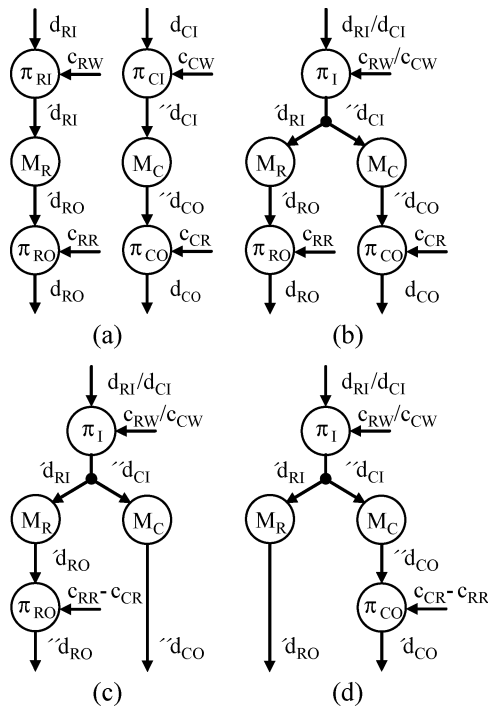 d_RI d_CI d_RI/d_CI
π_RI c_RW π_CI c_CW π_I c_RW/c_CW
´d_RI ´´d_CI ´d_RI ´´d_CI
M_R M_C M_R M_C
´d_RO ´´d_CO ´d_RO ´´d_CO
π_RO c_RR π_CO c_CR π_RO c_RR π_CO c_CR
d_RO d_CO d_RO d_CO
(a) (b)
d_RI/d_CI d_RI/d_CI
π_I c_RW/c_CW π_I c_RW/c_CW
´d_RI ´´d_CI ´d_RI ´´d_CI
M_R M_C M_R M_C
´d_RO ´´d_CO
π_RO c_RR-c_CR π_CO c_CR-c_RR
´´d_RO ´´d_CO ´d_RO ´d_CO
(c) (d)